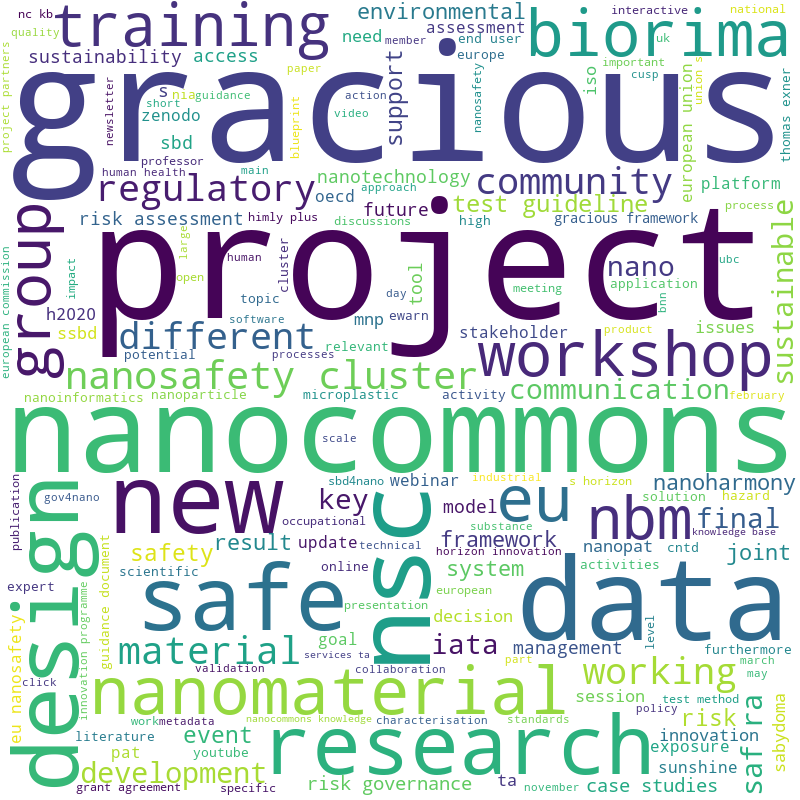 nc kb
training
environmental
interactive
national
quality
need
end user
assessment
member
europe
uk
biorima
sustainability
access
gracious
project partners
newsletter
s
nia
guidance
short
zenodo
sbd
professor
human health
main
paper
blueprint
action
video
support
nanosafety
important
cusp
iso
european union
union s
thomas exner
regulatory
nanotechnology
approach
oecd
community
platform
test guideline
risk assessment
himly plus
future
discussions
high
gracious framework
process
group
project
european commission
impact
large
open
human
cluster
tool
meeting
nano
application
bnn
ubc
sustainable
h2020
ssbd
topic
software
day
mnp
ewarn
different
potential
processes
relevant
stakeholder
product
issues
workshop
nanosafety cluster
communication
nanoinformatics
nanoparticle
microplastic
activity
february
nanocommons
scale
design
publication
gov4nano
new
sbd4nano
webinar
industrial
s horizon
nanoharmony
solution
hazard
key
model
eu
nbm
final
occupational
substance
knowledge base
nsc
safety
result
update
technical
framework
horizon innovation
nanopat
cntd
joint
scientific
online
system
activities
data
expert
safe
european
eu nanosafety
innovation programme
guidance document
presentation
decision
goal
iata
level
material
services ta
management
furthermore
click
validation
collaboration
part
working
march
may
nanomaterial
session
test method
policy
work
metadata
nanocommons knowledge
characterisation
standards
risk
saf ra
sabydoma
literature
event
research
innovation
pat
youtube
exposure
development
sunshine
grant agreement
specific
risk governance
ta
november
case studies